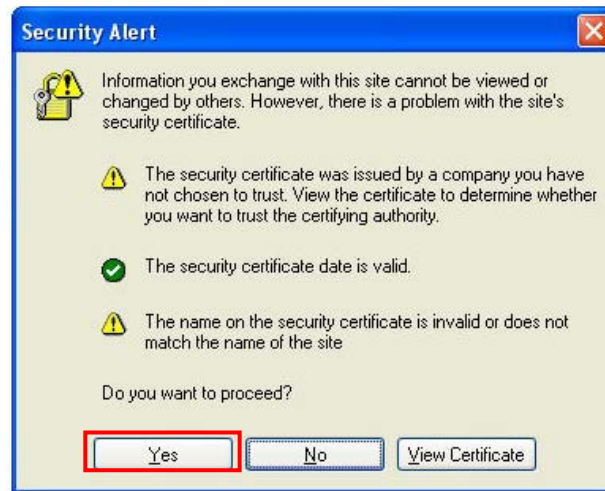 Security Alert
Information you exchange with this site cannot be viewed or
changed by others. However, there is a problem with the site's
security certificate.
The security certificate was issued by a company you have
not chosen to trust. View the certificate to determine whether
you want to trust the certifying authority.
The security certificate date is valid.
The name on the security certificate is invalid or does not
match the name of the site
Do you want to proceed?
Yes No View Certificate